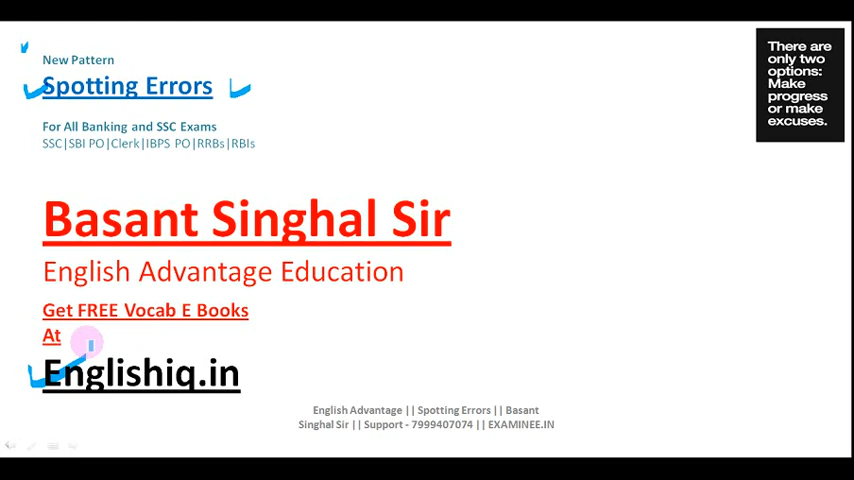 New Pattern
Spotting Errors
For All Banking and SSC Exams
SSC|SBI PO|Clerk|IBPS PO|RRBs|RBIs
There are
only two
options:
Make
progress
or make
excuses.
Basant Singhal Sir
English Advantage Education
Get FREE Vocab E Books
At
Englishiq.in
English Advantage || Spotting Errors || Basant
Singhal Sir || Support - 7999407074 || EXAMINEE.IN